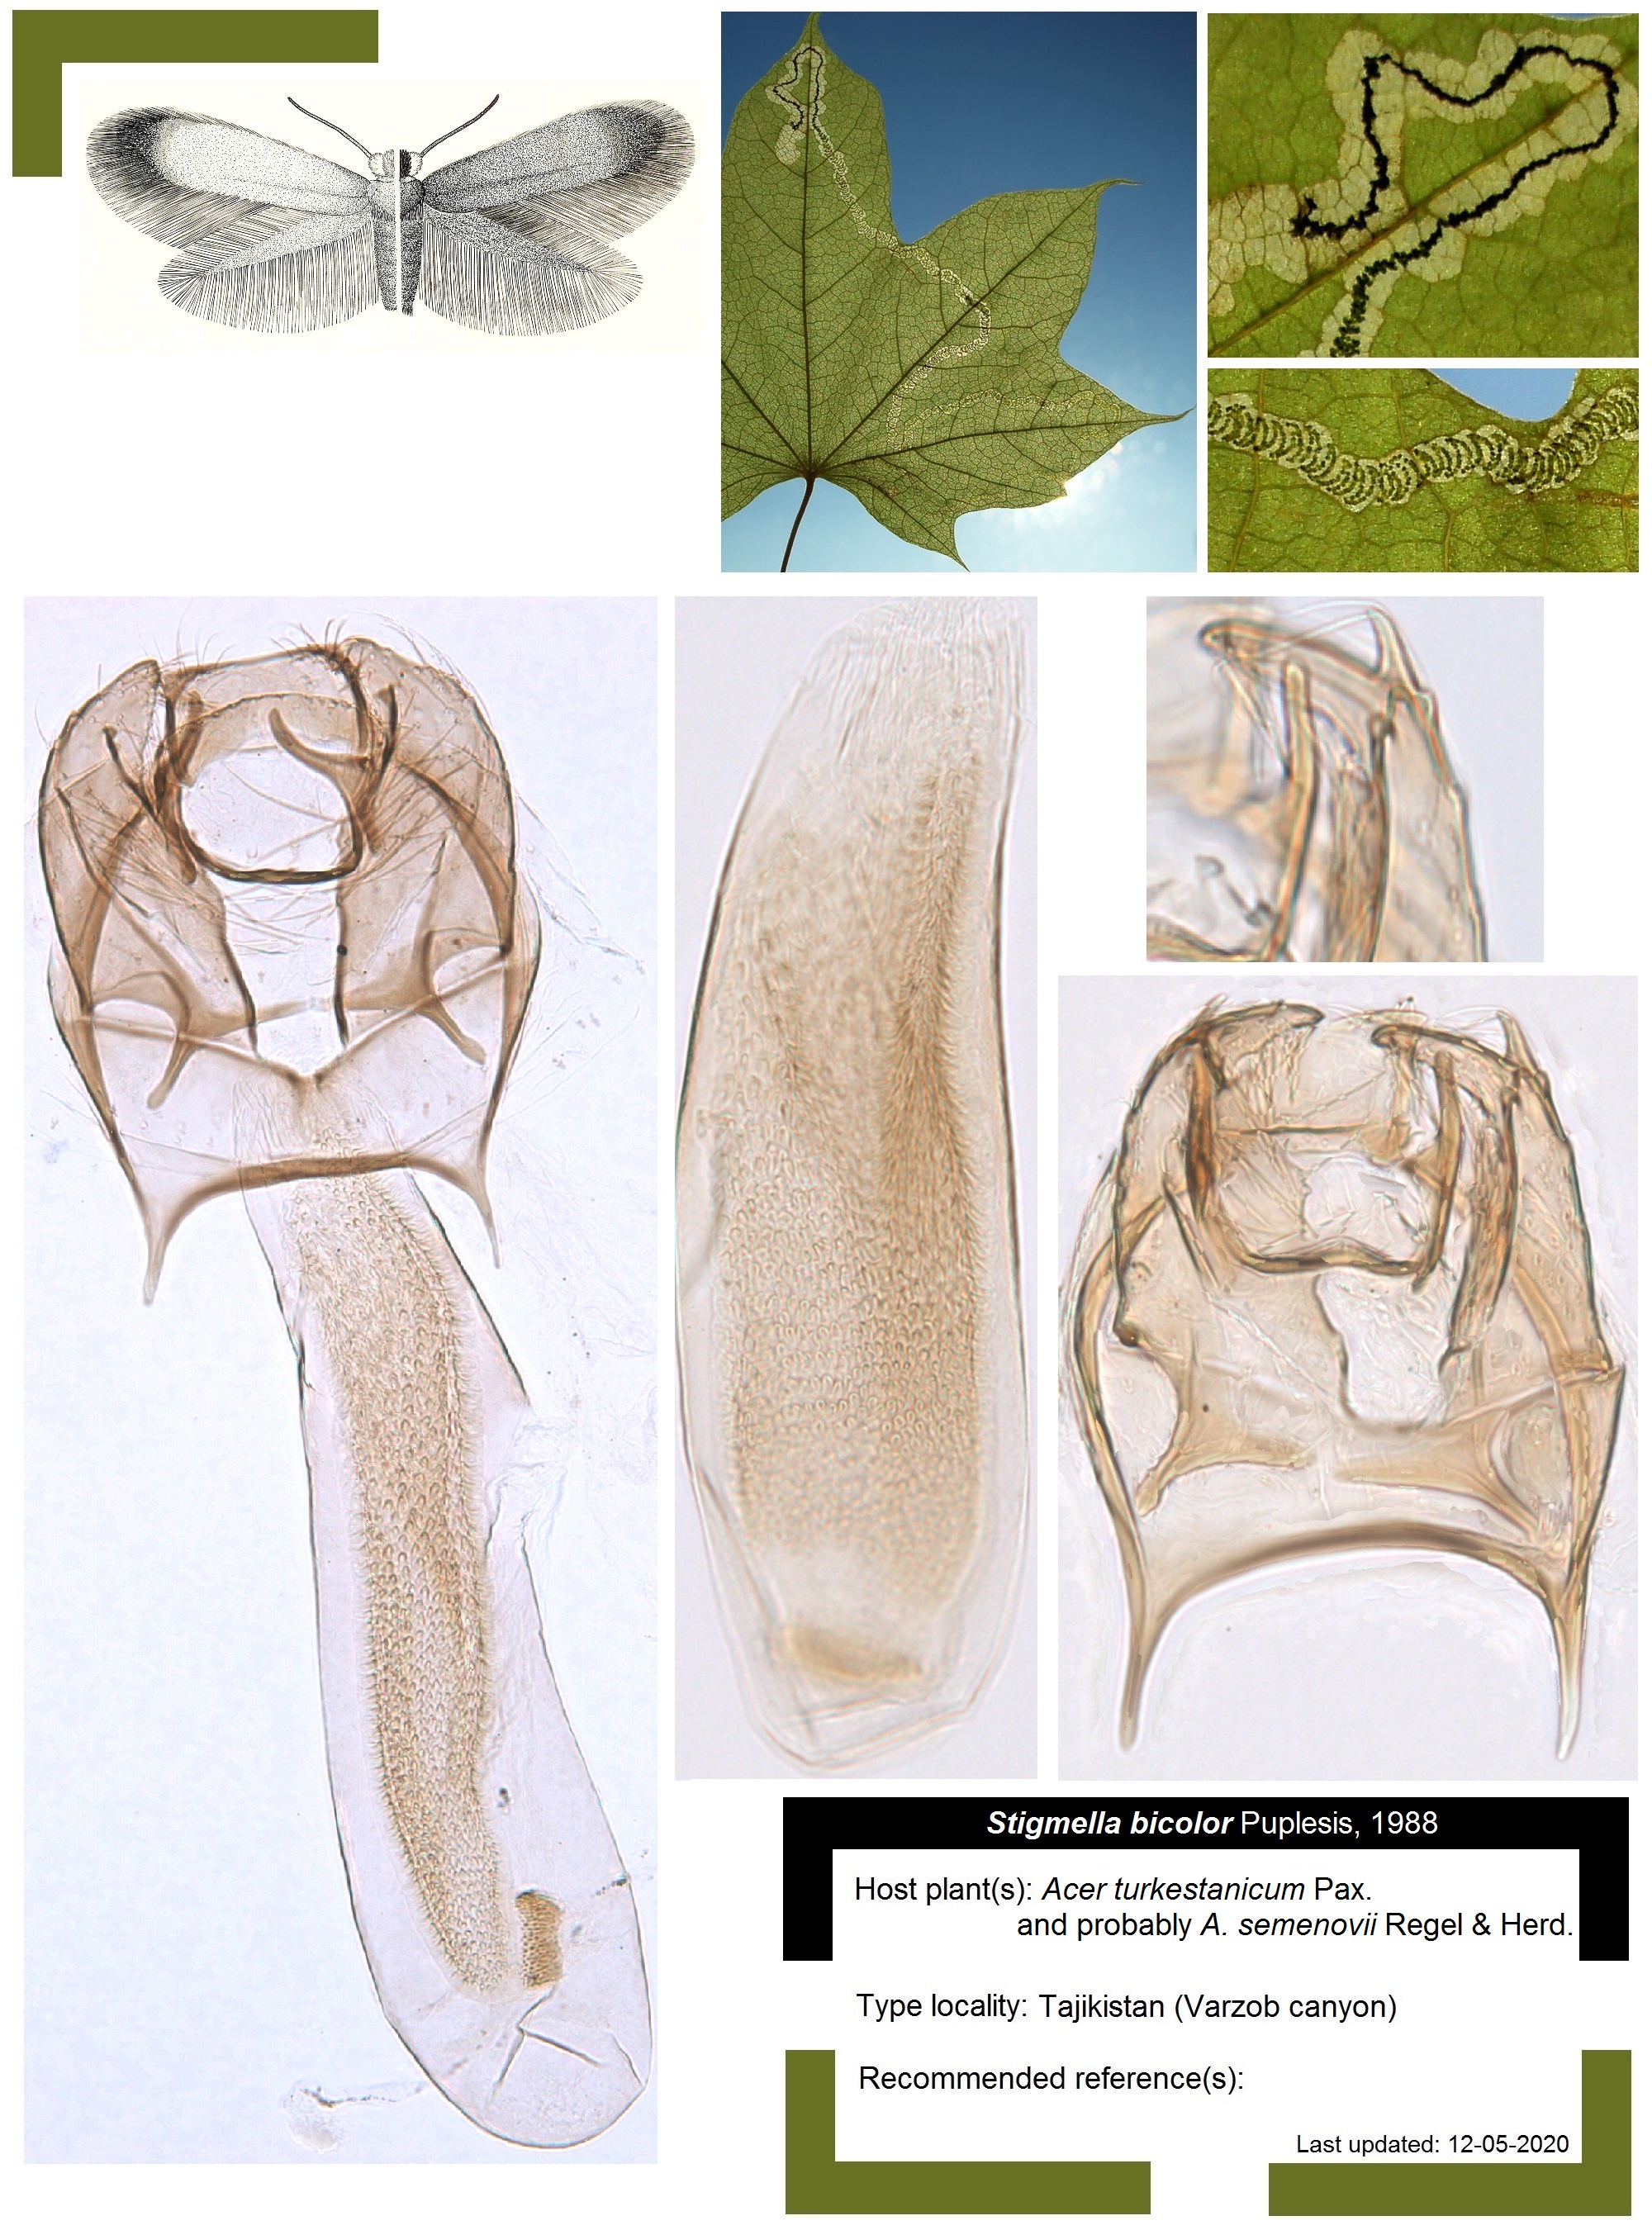 Stigmella bicolor Puplesis, 1988
Host plant(s): Acer turkestanicum Pax.
and probably A. semenovii Regel & Herd.
Type locality: Tajikistan (Varzob canyon)
Recommended reference(s):
Last updated: 12-05-2020